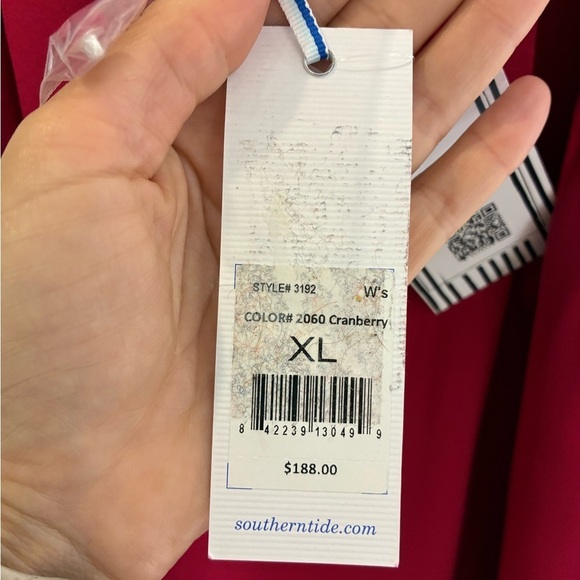 STYLE# 3192 W's
COLOR# 2060 Cranberry
XL
8 42239 13049 9
$188.00
southerntide.com